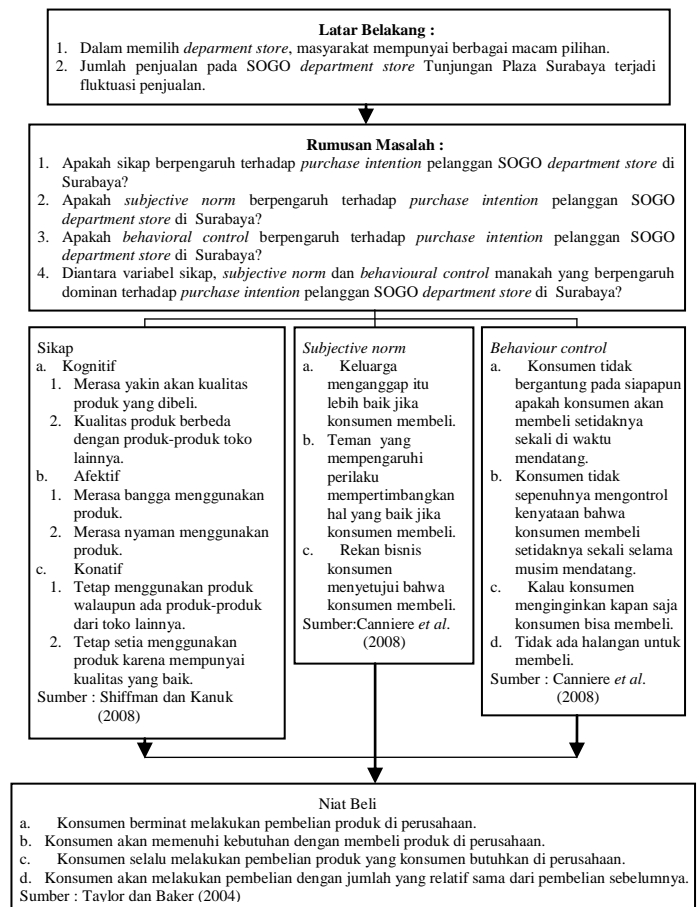 Latar Belakang :
1. Dalam memilih deparment store, masyarakat mempunyai berbagai macam pilihan.
2. Jumlah penjualan pada SOGO department store Tunjungan Plaza Surabaya terjadi
fluktuasi penjualan.
Rumusan Masalah :
1. Apakah sikap berpengaruh terhadap purchase intention pelanggan SOGO department store di
Surabaya?
2. Apakah subjective norm berpengaruh terhadap purchase intention pelanggan SOGO
department store di Surabaya?
3. Apakah behavioral control berpengaruh terhadap purchase intention pelanggan SOGO
department store di Surabaya?
4. Diantara variabel sikap, subjective norm dan behavioural control manakah yang berpengaruh
dominan terhadap purchase intention pelanggan SOGO department store di Surabaya?
Sikap
a. Kognitif
1. Merasa yakin akan kualitas
produk yang dibeli.
2. Kualitas produk berbeda
dengan produk-produk toko
lainnya.
b. Afektif
1. Merasa bangga menggunakan
produk.
2. Merasa nyaman menggunakan
produk.
c. Konatif
1. Tetap menggunakan produk
walaupun ada produk-produk
dari toko lainnya.
2. Tetap setia menggunakan
produk karena mempunyai
kualitas yang baik.
Sumber : Shiffman dan Kanuk
(2008)
Subjective norm
a. Keluarga
menganggap itu
lebih baik jika
konsumen membeli.
b. Teman yang
mempengaruhi
perilaku
mempertimbangkan
hal yang baik jika
konsumen membeli.
c. Rekan bisnis
konsumen
menyetujui bahwa
konsumen membeli.
Sumber:Canniere et al.
(2008)
Behaviour control
a. Konsumen tidak
bergantung pada siapapun
apakah konsumen akan
membeli setidaknya
sekali di waktu
mendatang.
b. Konsumen tidak
sepenuhnya mengontrol
kenyataan bahwa
konsumen membeli
setidaknya sekali selama
musim mendatang.
c. Kalau konsumen
menginginkan kapan saja
konsumen bisa membeli.
d. Tidak ada halangan untuk
membeli.
Sumber : Canniere et al.
(2008)
Niat Beli
a. Konsumen berminat melakukan pembelian produk di perusahaan.
b. Konsumen akan memenuhi kebutuhan dengan membeli produk di perusahaan.
c. Konsumen selalu melakukan pembelian produk yang konsumen butuhkan di perusahaan.
d. Konsumen akan melakukan pembelian dengan jumlah yang relatif sama dari pembelian sebelumnya.
Sumber : Taylor dan Baker (2004)